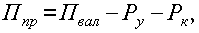 Ппр = Пвал − Ру − Рк,